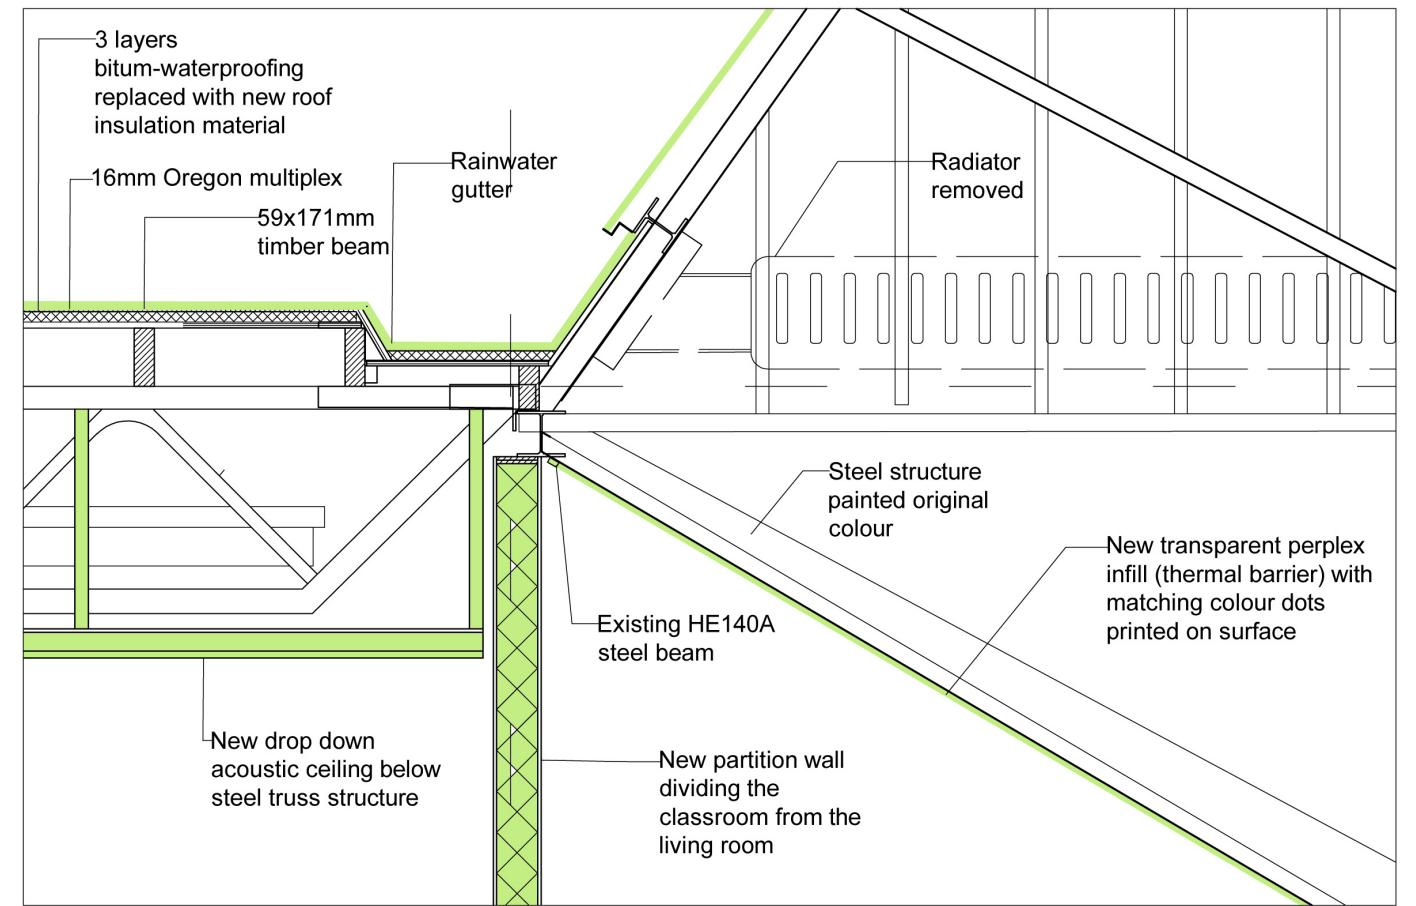 3 layers
bitum-waterproofing
replaced with new roof
insulation material
16mm Oregon multiplex
59x171mm
timber beam
Rainwater
gutter
Radiator
removed
Steel structure
painted original
colour
New transparent perplex
infill (thermal barrier) with
matching colour dots
printed on surface
Existing HE140A
steel beam
New drop down
acoustic ceiling below
steel truss structure
New partition wall
dividing the
classroom from the
living room